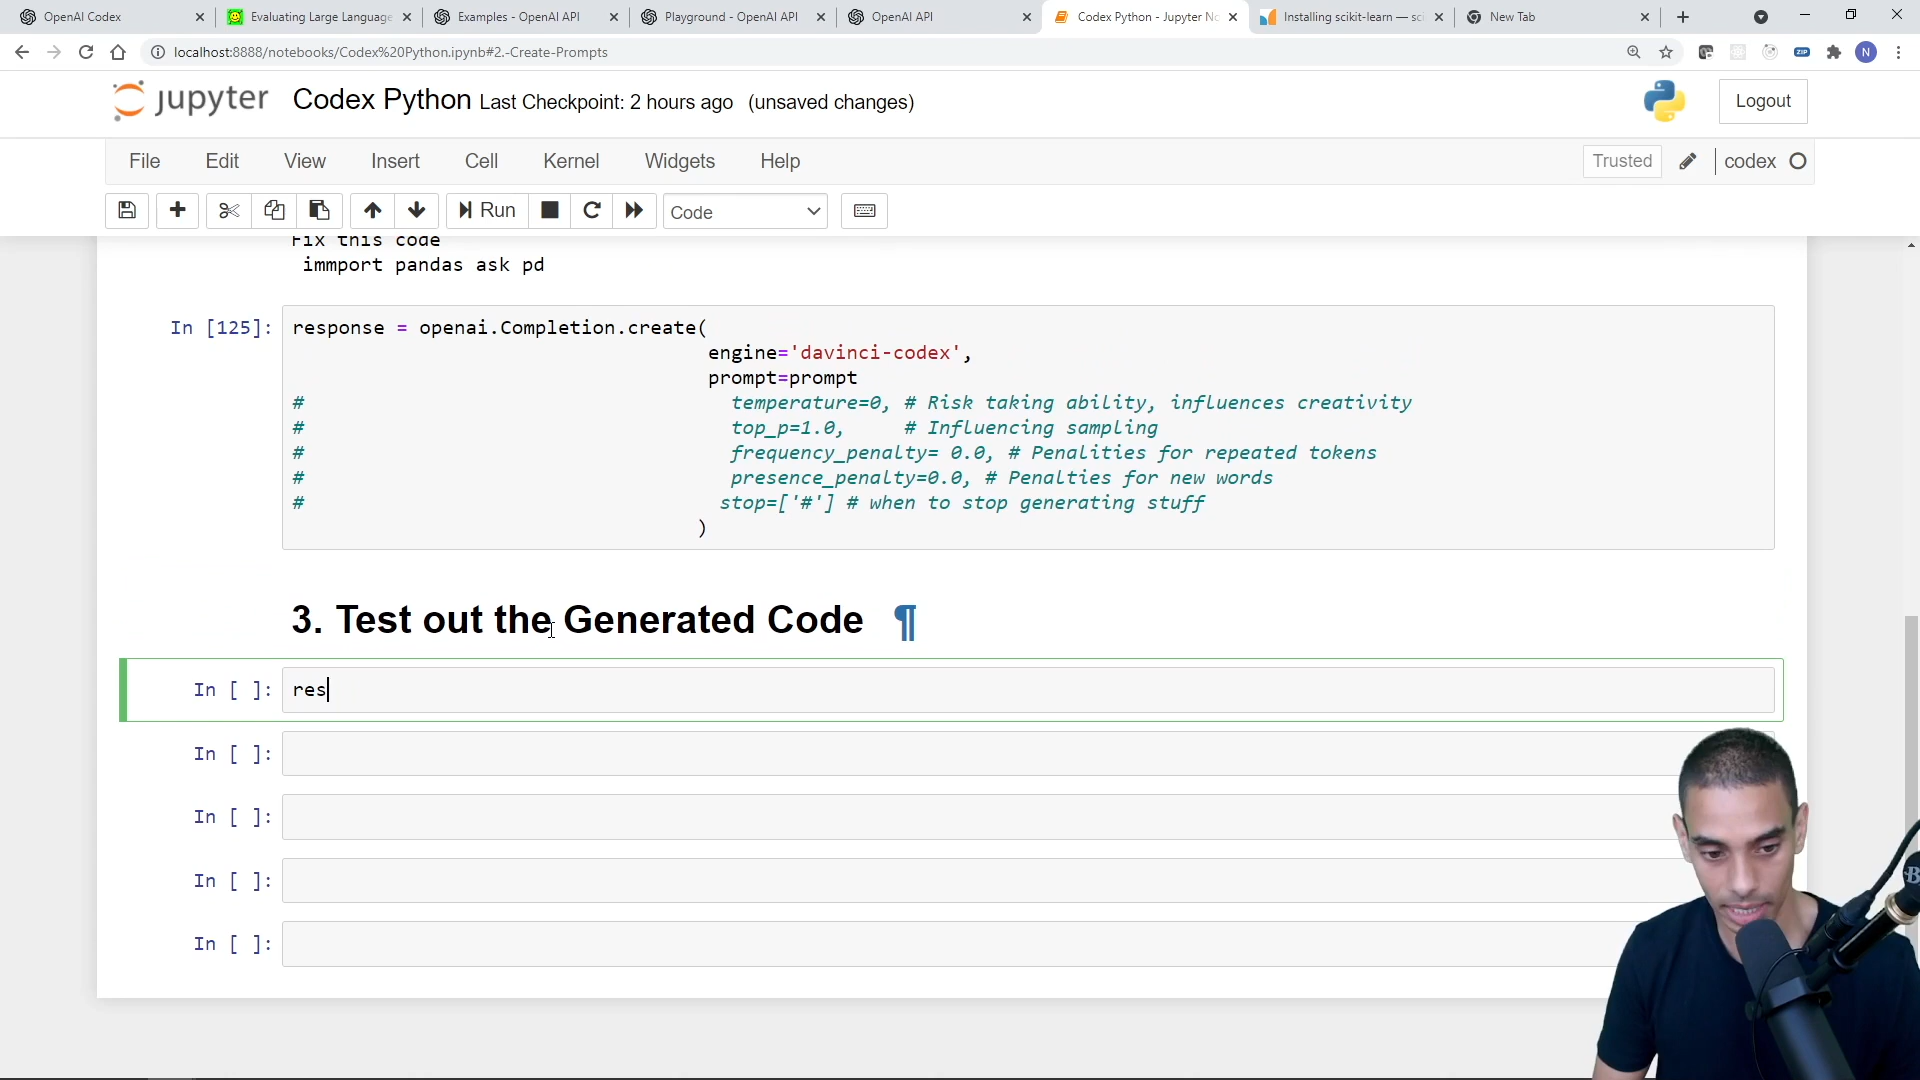 OpenAI Codex
Evaluating Large Language
Examples - OpenAI API
Playground - OpenAI API
OpenAI API
Codex Python - Jupyter No
Installing scikit-learn — sci
New Tab
localhost:8888/notebooks/Codex%20Python.ipynb#2.-Create-Prompts
ZIP
N
jupyter Codex Python Last Checkpoint: 2 hours ago (unsaved changes)
Logout
File Edit View Insert Cell Kernel Widgets Help
Trusted codex
Run Code
Fix this code
immport pandas ask pd
In [125]: response = openai.Completion.create(
engine='davinci-codex',
prompt=prompt
# temperature=0, # Risk taking ability, influences creativity
# top_p=1.0, # Influencing sampling
# frequency_penalty= 0.0, # Penalities for repeated tokens
# presence_penalty=0.0, # Penalties for new words
# stop=['#'] # when to stop generating stuff
)
3. Test out the Generated Code ¶
In [ ]: res
In [ ]:
In [ ]:
In [ ]:
In [ ]:
B